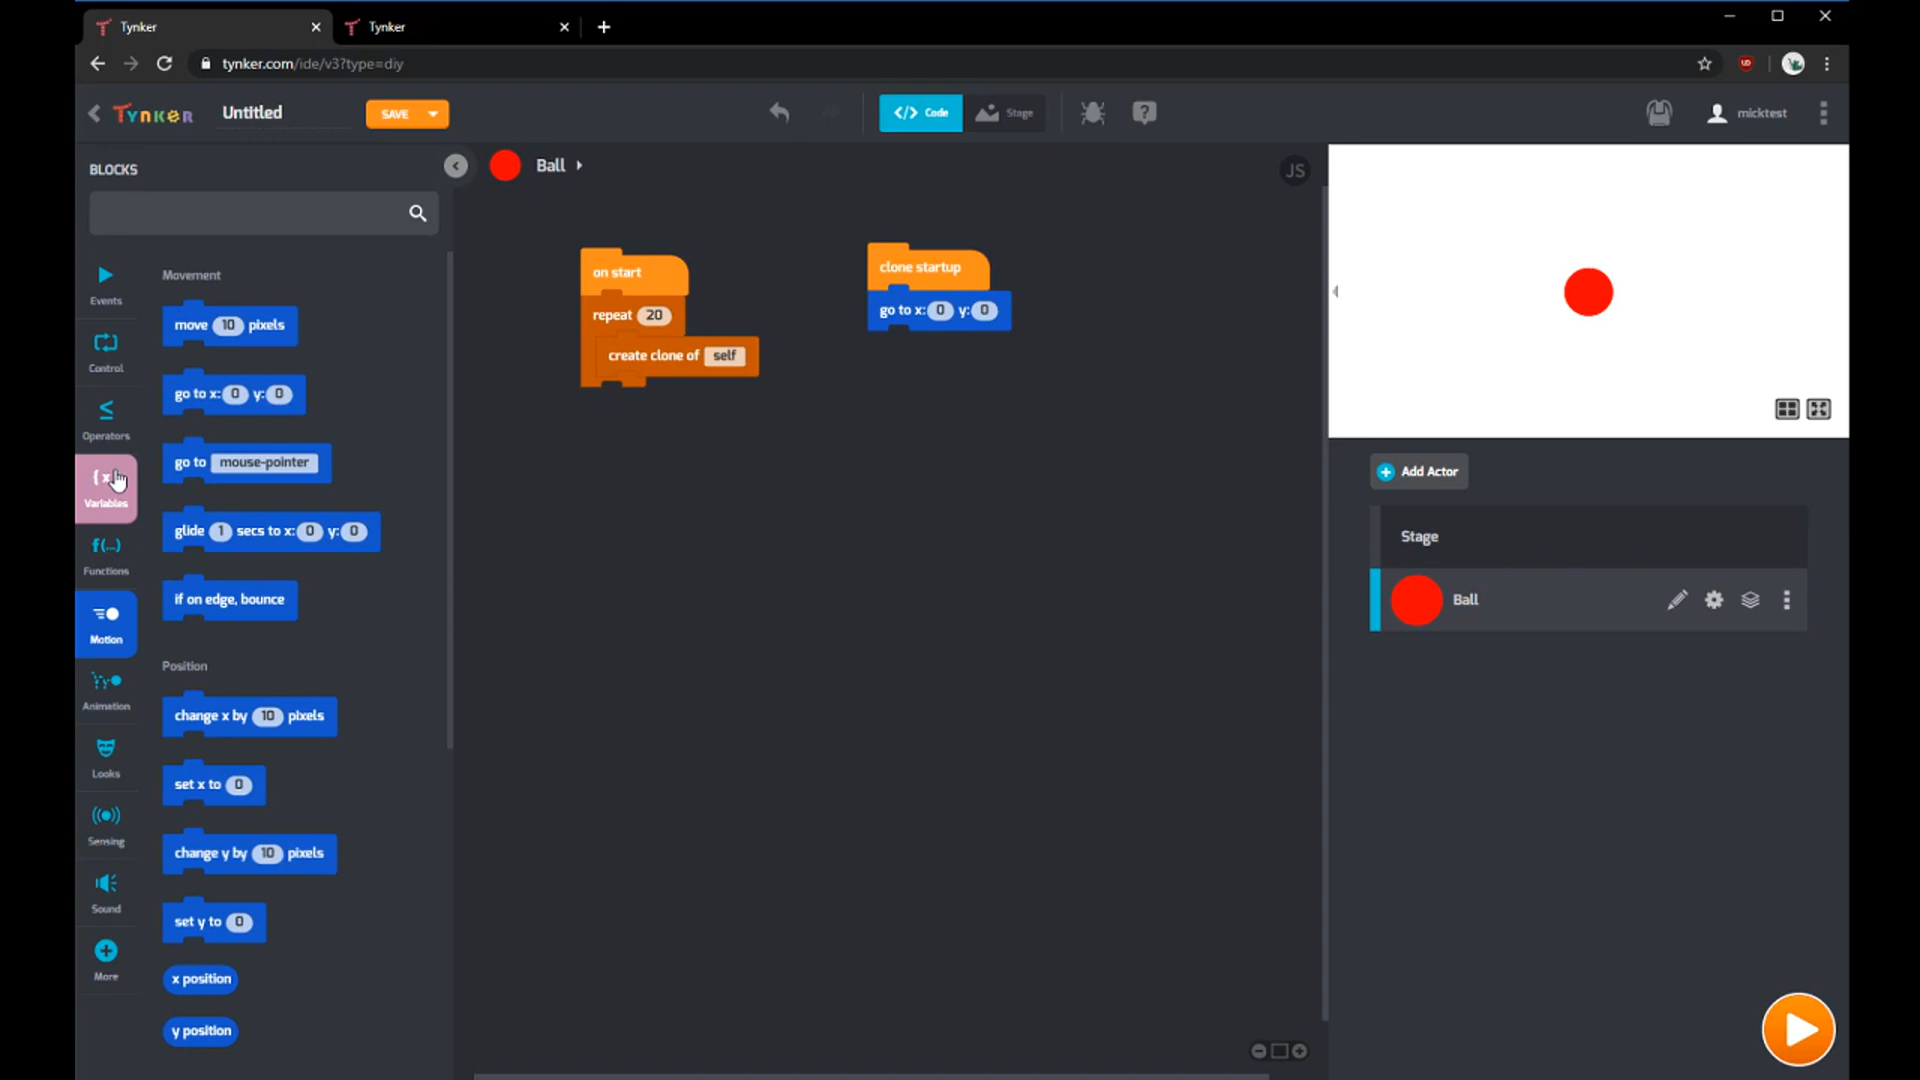 Tynker
Tynker
tynker.com/ide/v3?type=diy
TYNKER
Untitled
SAVE
</> Code
Stage
micktest
BLOCKS
Ball
JS
Events
Control
Operators
Variables
f(...)
Functions
Motion
Animation
Looks
Sensing
Sound
More
Movement
move 10 pixels
go to x: 0 y: 0
go to mouse-pointer
glide 1 secs to x: 0 y: 0
if on edge, bounce
Position
change x by 10 pixels
set x to 0
change y by 10 pixels
set y to 0
x position
y position
on start
repeat 20
create clone of self
clone startup
go to x: 0 y: 0
Add Actor
Stage
Ball